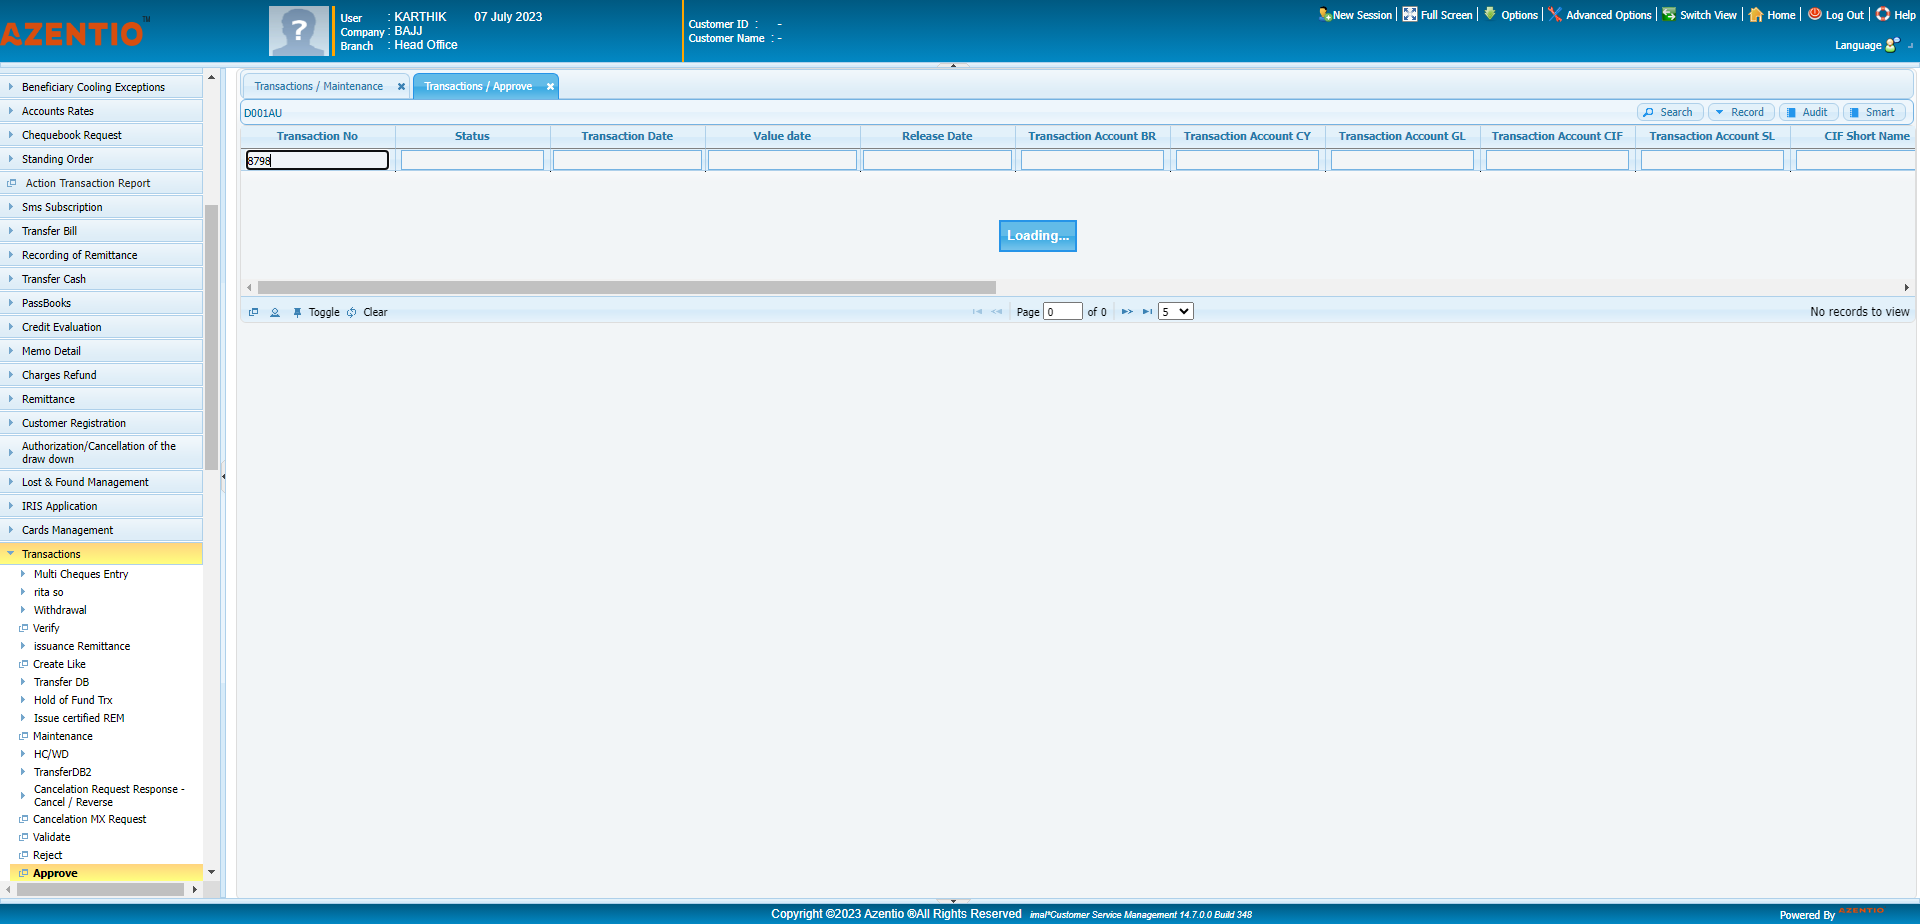 AZENTIO™
User : KARTHIK 07 July 2023
Company : BAJJ
Branch : Head Office
Customer ID : -
Customer Name : -
New Session Full Screen Options Advanced Options Switch View Home Log Out Help
Language
Beneficiary Cooling Exceptions
Accounts Rates
Chequebook Request
Standing Order
Action Transaction Report
Sms Subscription
Transfer Bill
Recording of Remittance
Transfer Cash
PassBooks
Credit Evaluation
Memo Detail
Charges Refund
Remittance
Customer Registration
Authorization/Cancellation of the
draw down
Lost & Found Management
IRIS Application
Cards Management
Transactions
Multi Cheques Entry
rita so
Withdrawal
Verify
issuance Remittance
Create Like
Transfer DB
Hold of Fund Trx
Issue certified REM
Maintenance
HC/WD
TransferDB2
Cancelation Request Response -
Cancel / Reverse
Cancelation MX Request
Validate
Reject
Approve
Transactions / Maintenance Transactions / Approve
D001AU Search Record Audit Smart
Transaction No Status Transaction Date Value date Release Date Transaction Account BR Transaction Account CY Transaction Account GL Transaction Account CIF Transaction Account SL CIF Short Name
8798
Loading...
Toggle Clear Page 0 of 0 5 No records to view
Copyright ©2023 Azentio ®All Rights Reserved imal*Customer Service Management 14.7.0.0 Build 348
Powered By AZENTIO